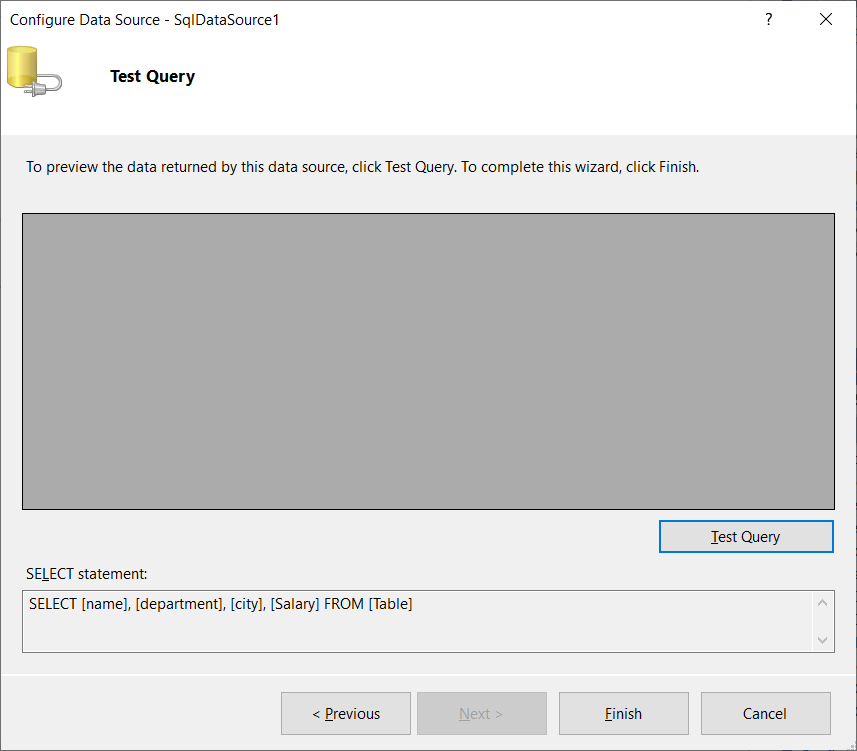 Configure Data Source - SqlDataSource1
?
Test Query
To preview the data returned by this data source, click Test Query. To complete this wizard, click Finish.
Test Query
SELECT statement:
SELECT [name], [department], [city], [Salary] FROM [Table]
< Previous Next > Finish Cancel